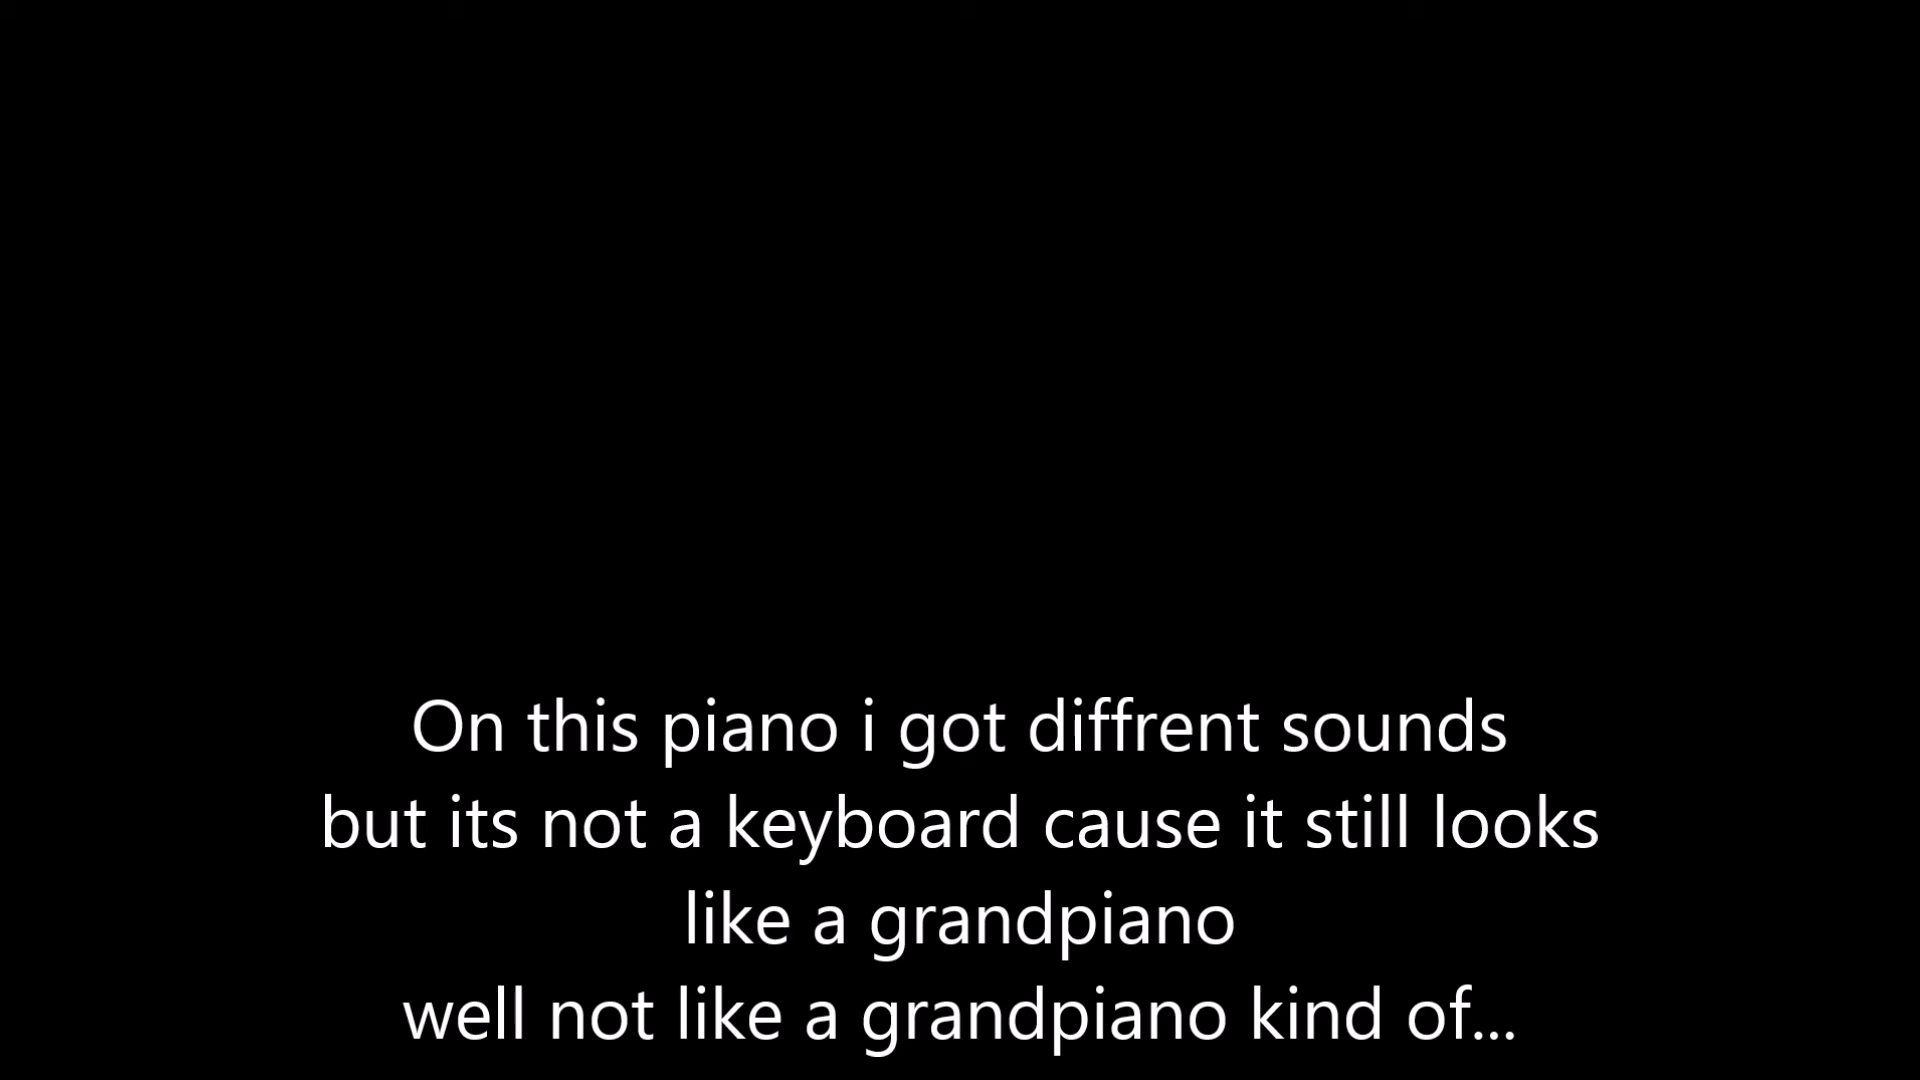 On this piano i got diffrent sounds
but its not a keyboard cause it still looks
like a grandpiano
well not like a grandpiano kind of...